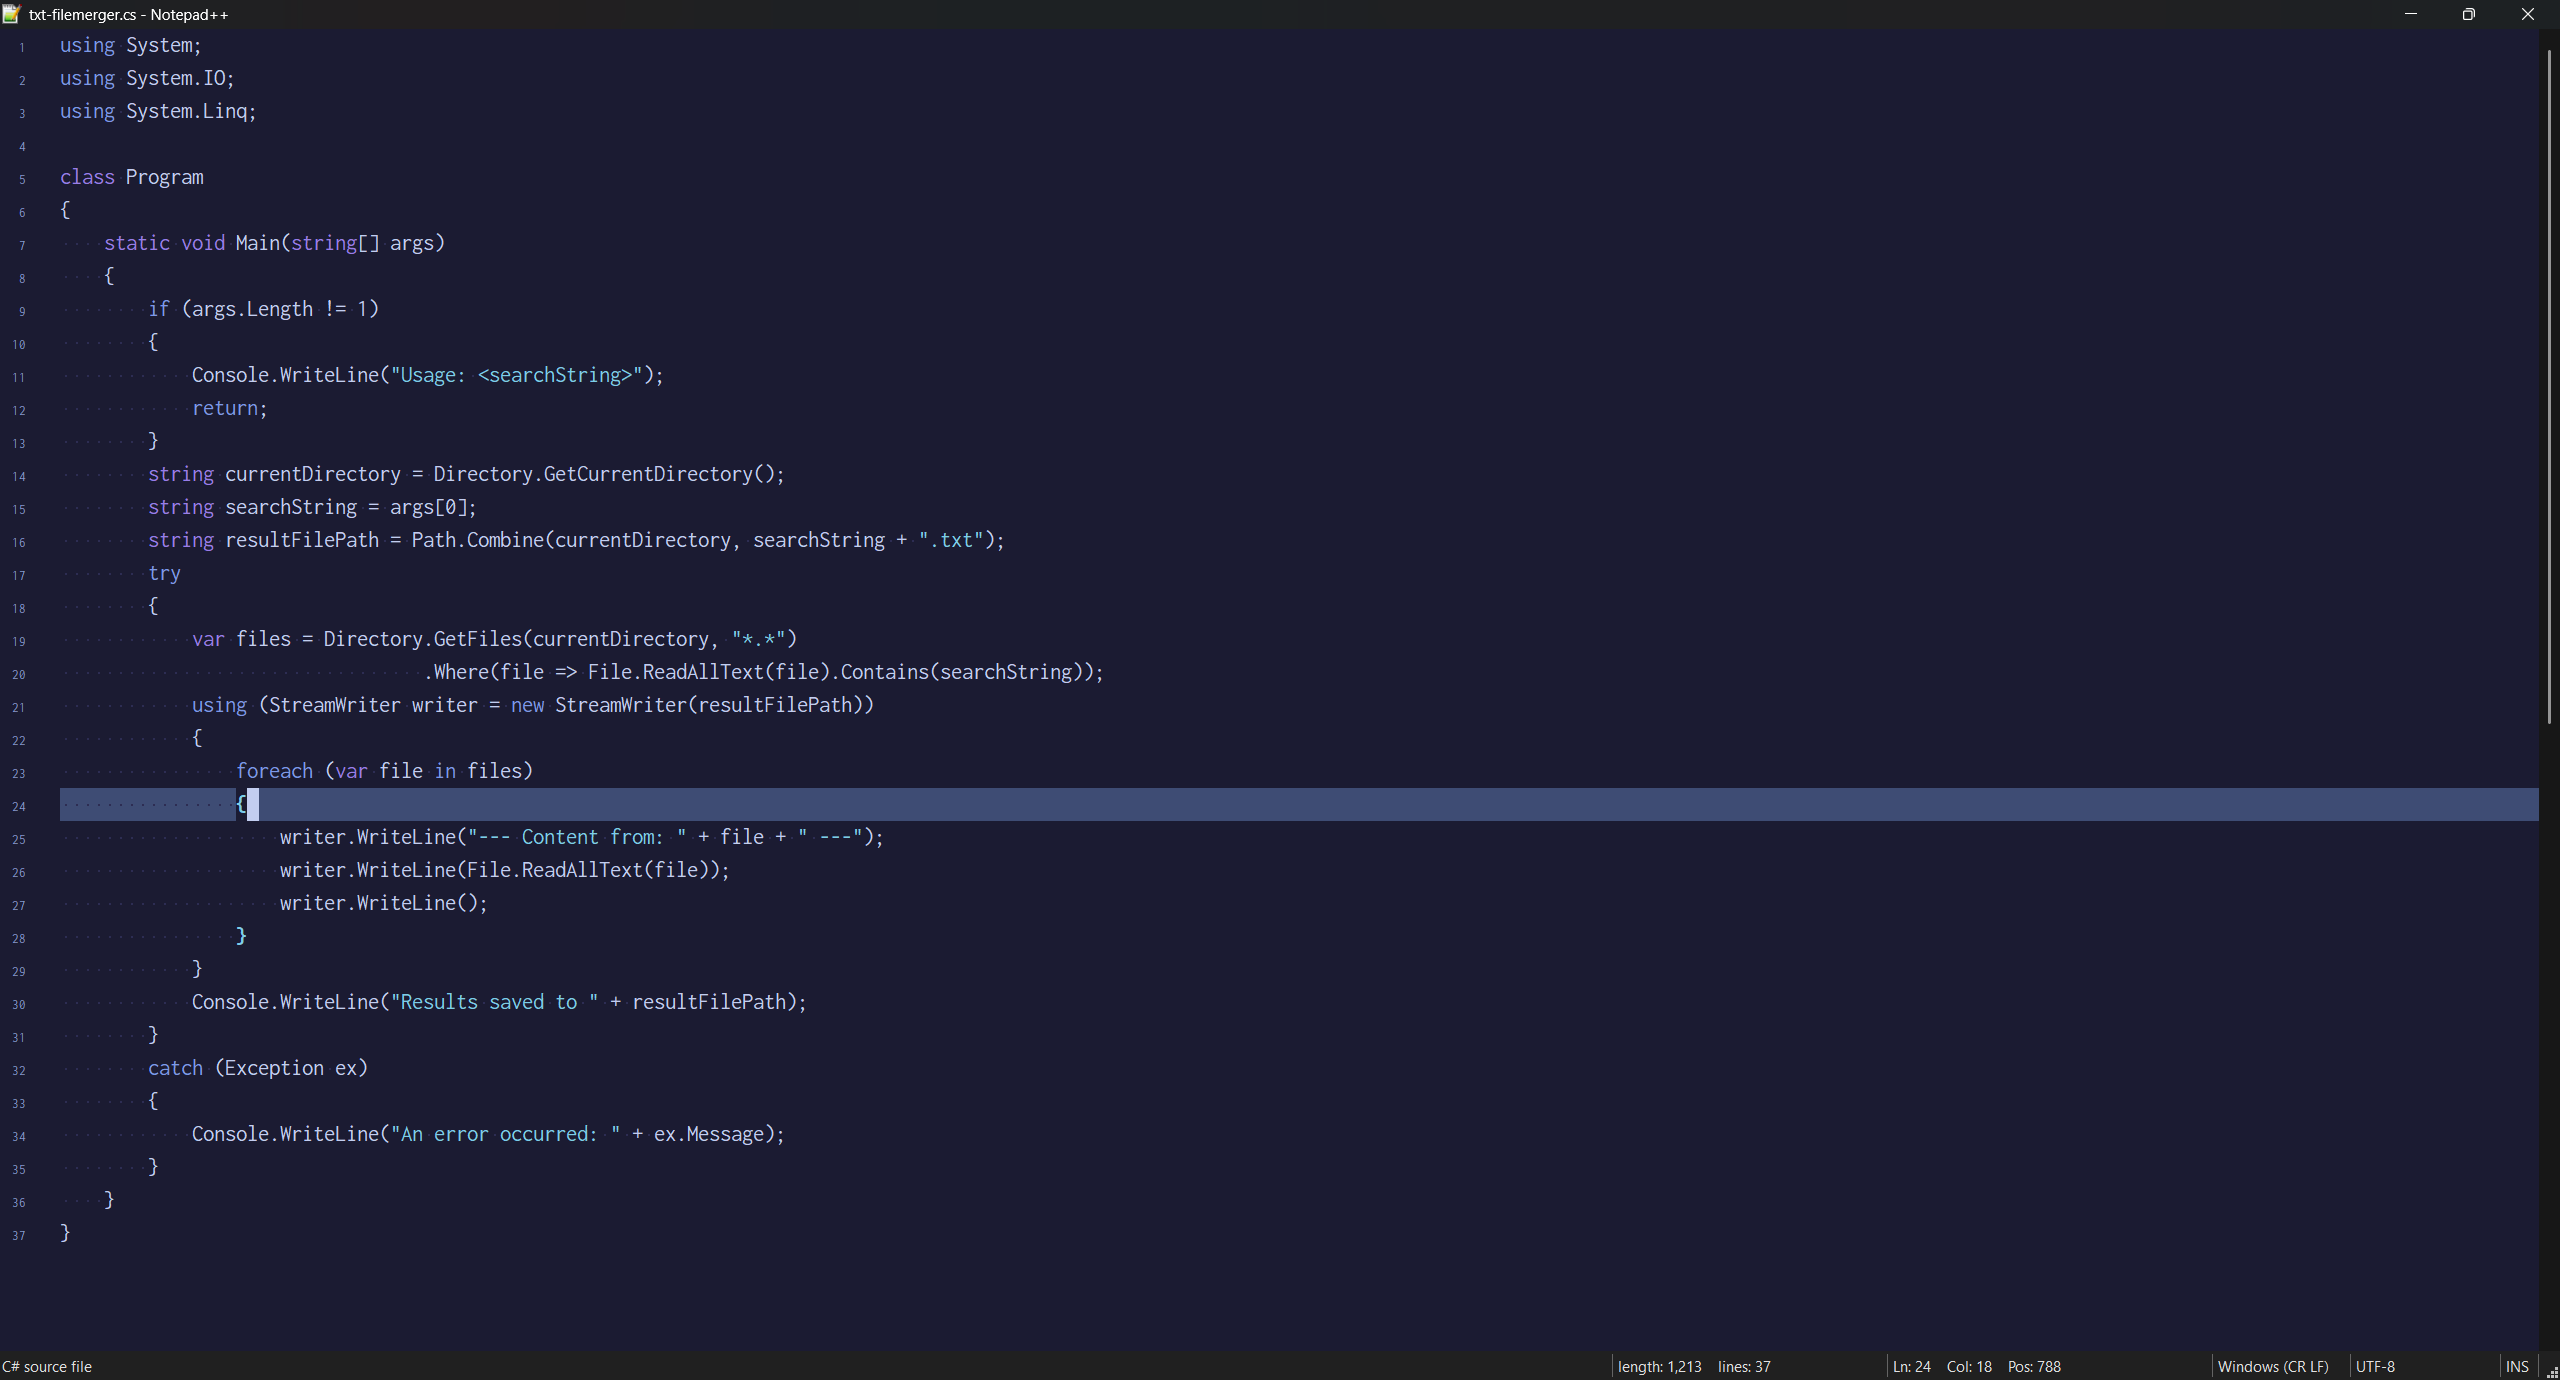 txt-filemerger.cs - Notepad++
1 using System;
2 using System.IO;
3 using System.Linq;
4
5 class Program
6 {
7     static void Main(string[] args)
8     {
9         if (args.Length != 1)
10         {
11             Console.WriteLine("Usage: <searchString>");
12             return;
13         }
14         string currentDirectory = Directory.GetCurrentDirectory();
15         string searchString = args[0];
16         string resultFilePath = Path.Combine(currentDirectory, searchString + ".txt");
17         try
18         {
19             var files = Directory.GetFiles(currentDirectory, "*.*")
20                                  .Where(file => File.ReadAllText(file).Contains(searchString));
21             using (StreamWriter writer = new StreamWriter(resultFilePath))
22             {
23                 foreach (var file in files)
24                 {
25                     writer.WriteLine("--- Content from: " + file + " ---");
26                     writer.WriteLine(File.ReadAllText(file));
27                     writer.WriteLine();
28                 }
29             }
30             Console.WriteLine("Results saved to " + resultFilePath);
31         }
32         catch (Exception ex)
33         {
34             Console.WriteLine("An error occurred: " + ex.Message);
35         }
36     }
37 }
C# source file length: 1,213 lines: 37 Ln: 24 Col: 18 Pos: 788 Windows (CR LF) UTF-8 INS